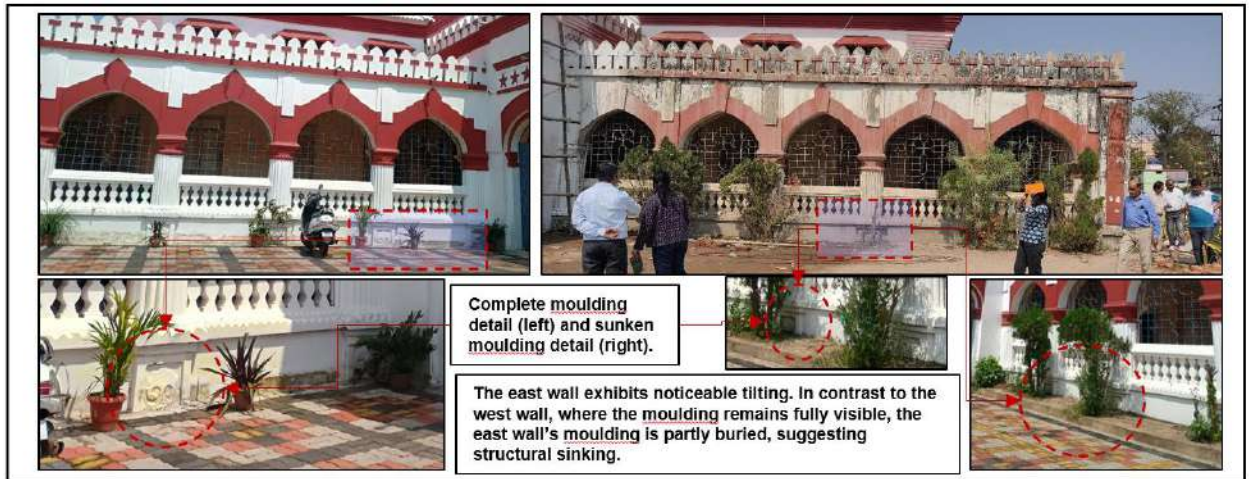 Complete moulding
detail (left) and sunken
moulding detail (right).
The east wall exhibits noticeable tilting. In contrast to the
west wall, where the moulding remains fully visible, the
east wall's moulding is partly buried, suggesting
structural sinking.